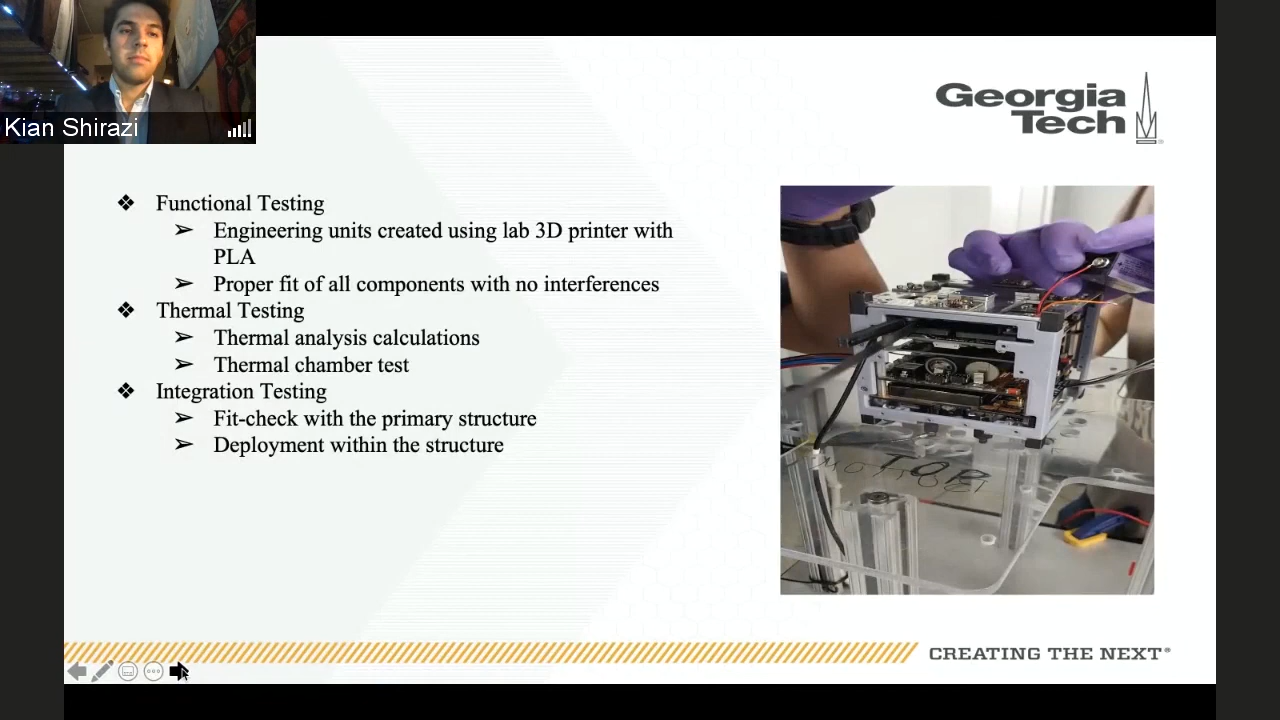 Kian Shirazi
Georgia
Tech
❖ Functional Testing
➢ Engineering units created using lab 3D printer with
PLA
➢ Proper fit of all components with no interferences
❖ Thermal Testing
➢ Thermal analysis calculations
➢ Thermal chamber test
❖ Integration Testing
➢ Fit-check with the primary structure
➢ Deployment within the structure
TOP
CREATING THE NEXT®